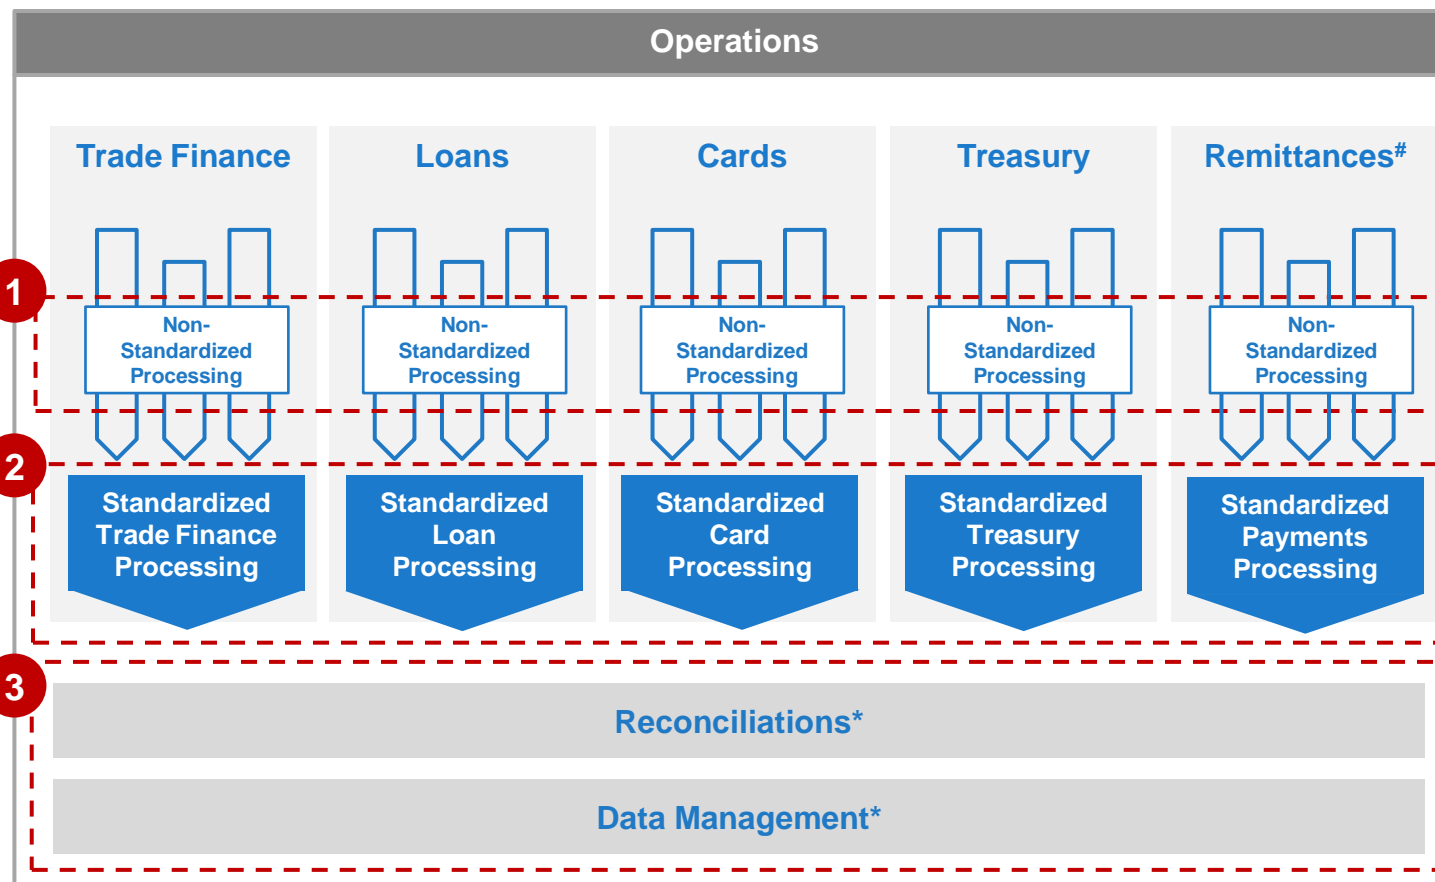 Operations
Trade Finance
Loans
Cards
Treasury
Remittances#
1
Non-
Standardized
Processing
Non-
Standardized
Processing
Non-
Standardized
Processing
Non-
Standardized
Processing
Non-
Standardized
Processing
2
Standardized
Trade Finance
Processing
Standardized
Loan
Processing
Standardized
Card
Processing
Standardized
Treasury
Processing
Standardized
Payments
Processing
3
Reconciliations*
Data Management*